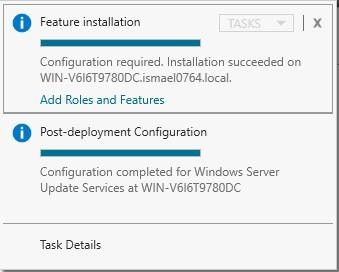 Feature installation
TASKS
X
Configuration required. Installation succeeded on
WIN-V6I6T9780DC.ismael0764.local.
Add Roles and Features
Post-deployment Configuration
Configuration completed for Windows Server
Update Services at WIN-V6I6T9780DC
Task Details